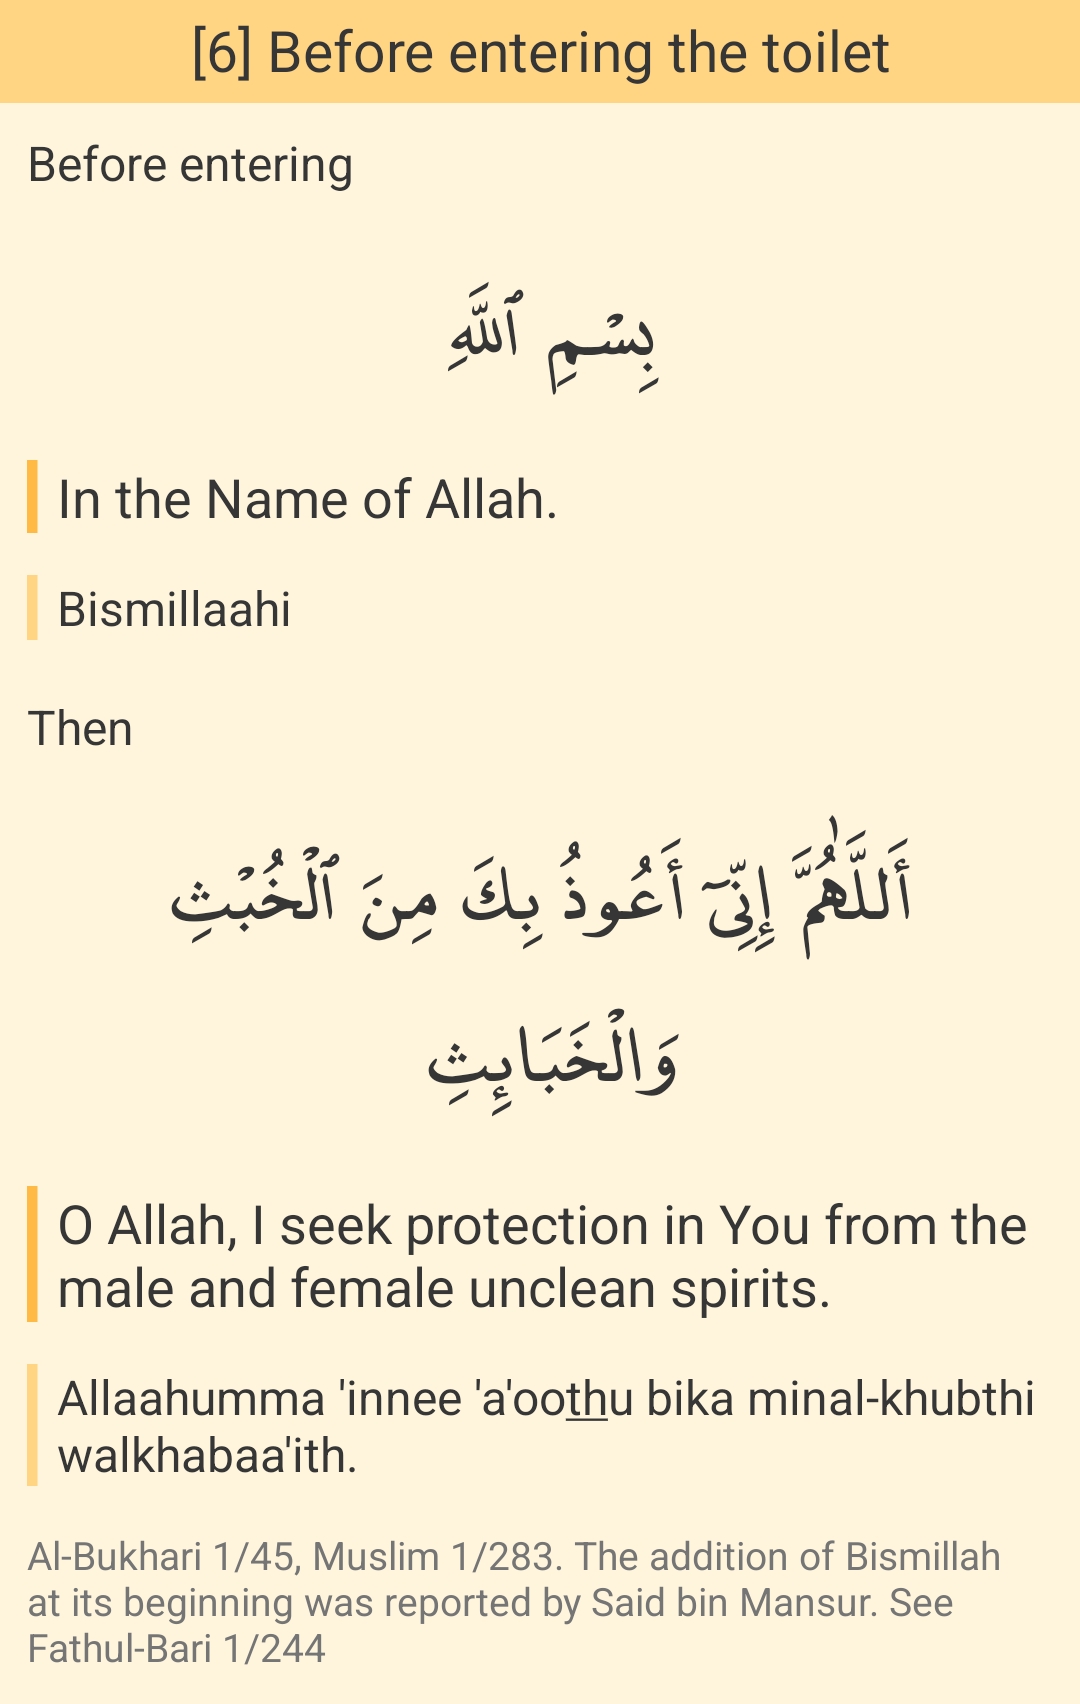 [6] Before entering the toilet
Before entering
بِسْمِ ٱللَّهِ
In the Name of Allah.
Bismillaahi
Then
أَللَّهُمَّ إِنِّىٓ أَعُوذُ بِكَ مِنَ ٱلْخُبْثِ
وَالْخَبَائِثِ
O Allah, I seek protection in You from the
male and female unclean spirits.
Allaahumma 'innee 'a'oothu bika minal-khubthi
walkhabaa'ith.
Al-Bukhari 1/45, Muslim 1/283. The addition of Bismillah
at its beginning was reported by Said bin Mansur. See
Fathul-Bari 1/244